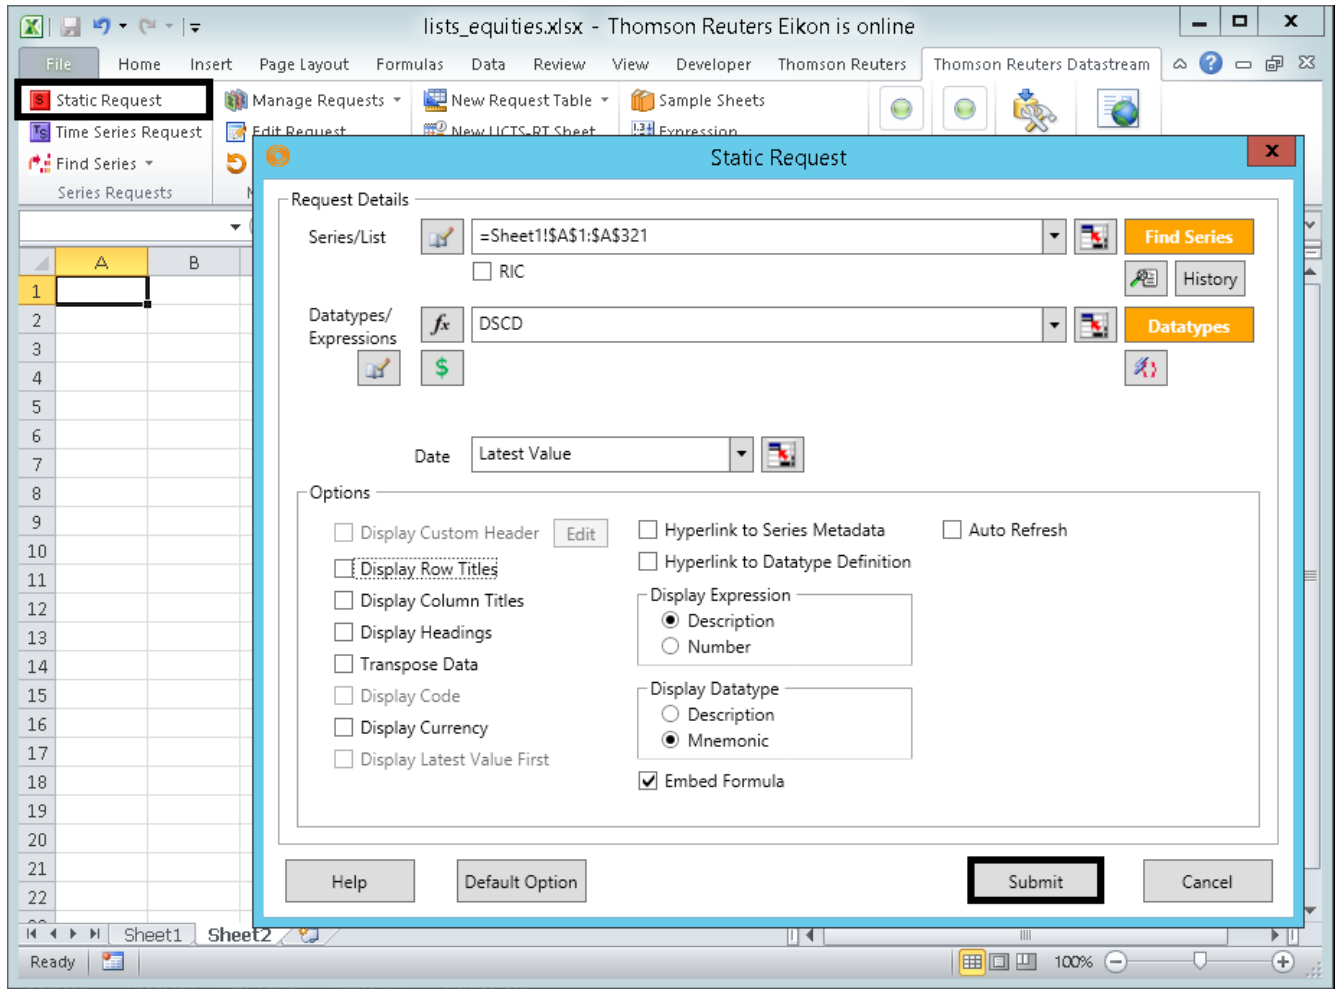 lists_equities.xlsx - Thomson Reuters Eikon is online
File Home Insert Page Layout Formulas Data Review View Developer Thomson Reuters Thomson Reuters Datastream
S Static Request Manage Requests New Request Table Sample Sheets
TS Time Series Request Edit Request New UCTS-RT Sheet Expression
Find Series
Series Requests
Static Request
Request Details
Series/List =Sheet1!$A$1:$A$321 Find Series
RIC
History
Datatypes/
Expressions
fx DSCD Datatypes
$
Date Latest Value
Options
Display Custom Header Edit Hyperlink to Series Metadata Auto Refresh
Display Row Titles Hyperlink to Datatype Definition
Display Column Titles Display Expression
Description
Display Headings
Number
Transpose Data
Display Code Display Datatype
Description
Display Currency Mnemonic
Display Latest Value First
Embed Formula
Help Default Option Submit Cancel
A B
1
2
3
4
5
6
7
8
9
10
11
12
13
14
15
16
17
18
19
20
21
22
Sheet1 Sheet2
Ready 100%